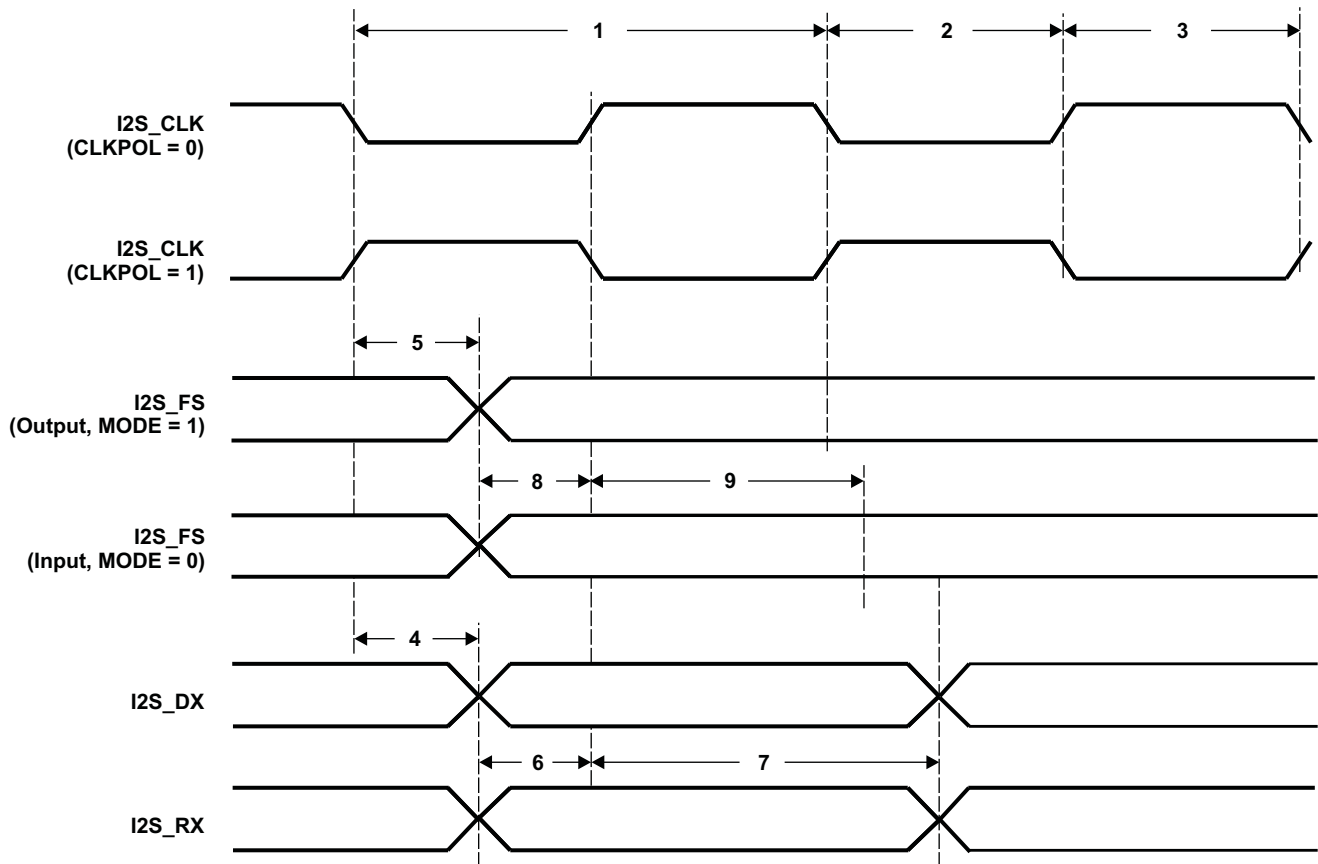 1 2 3
I2S_CLK
(CLKPOL = 0)
I2S_CLK
(CLKPOL = 1)
5
I2S_FS
(Output, MODE = 1)
8 9
I2S_FS
(Input, MODE = 0)
4
I2S_DX
6 7
I2S_RX